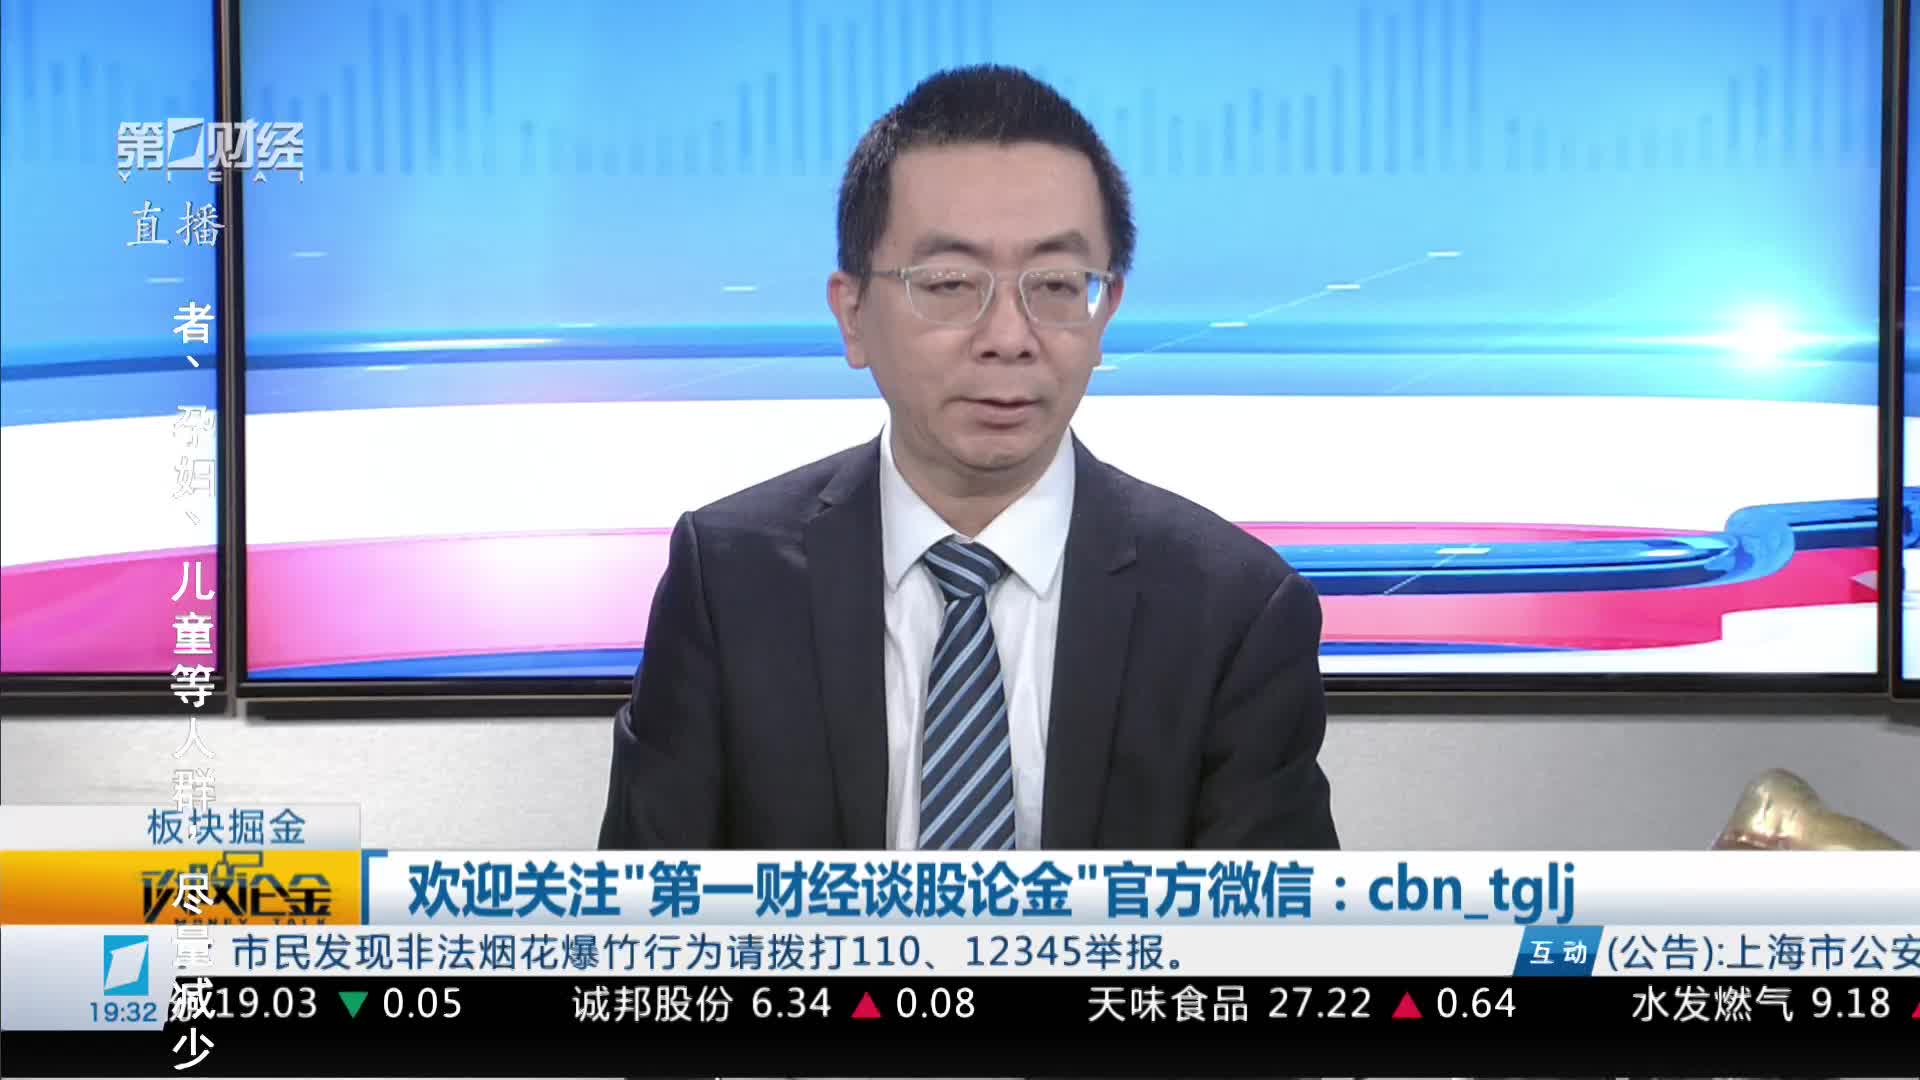 第一财经
YICAI
直播
者、孕妇、儿童等人群，尽量减少
板块掘金
谈股论金
MONEY TALK
欢迎关注"第一财经谈股论金"官方微信：cbn_tglj
市民发现非法烟花爆竹行为请拨打110、12345举报。
互动
(公告):上海市公安
19:32
19.03 ▼ 0.05 诚邦股份 6.34 ▲ 0.08 天味食品 27.22 ▲ 0.64 水发燃气 9.18